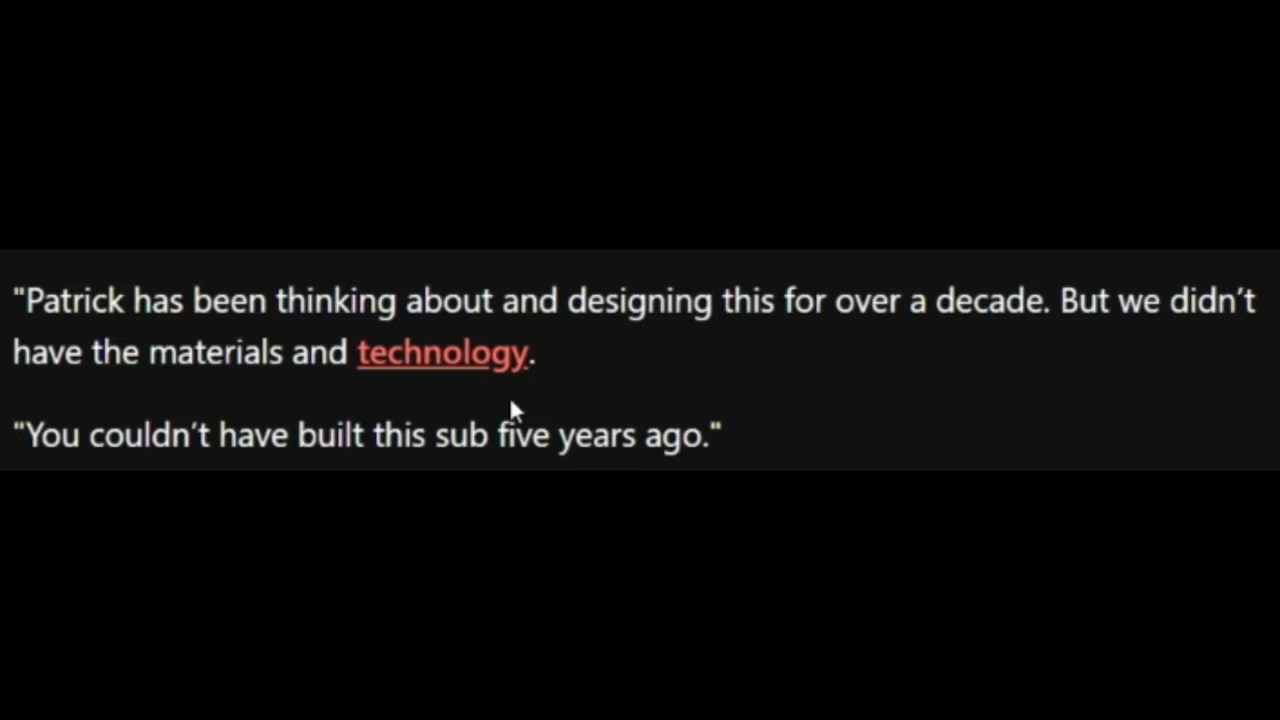 "Patrick has been thinking about and designing this for over a decade. But we didn’t
have the materials and technology.
"You couldn’t have built this sub five years ago."